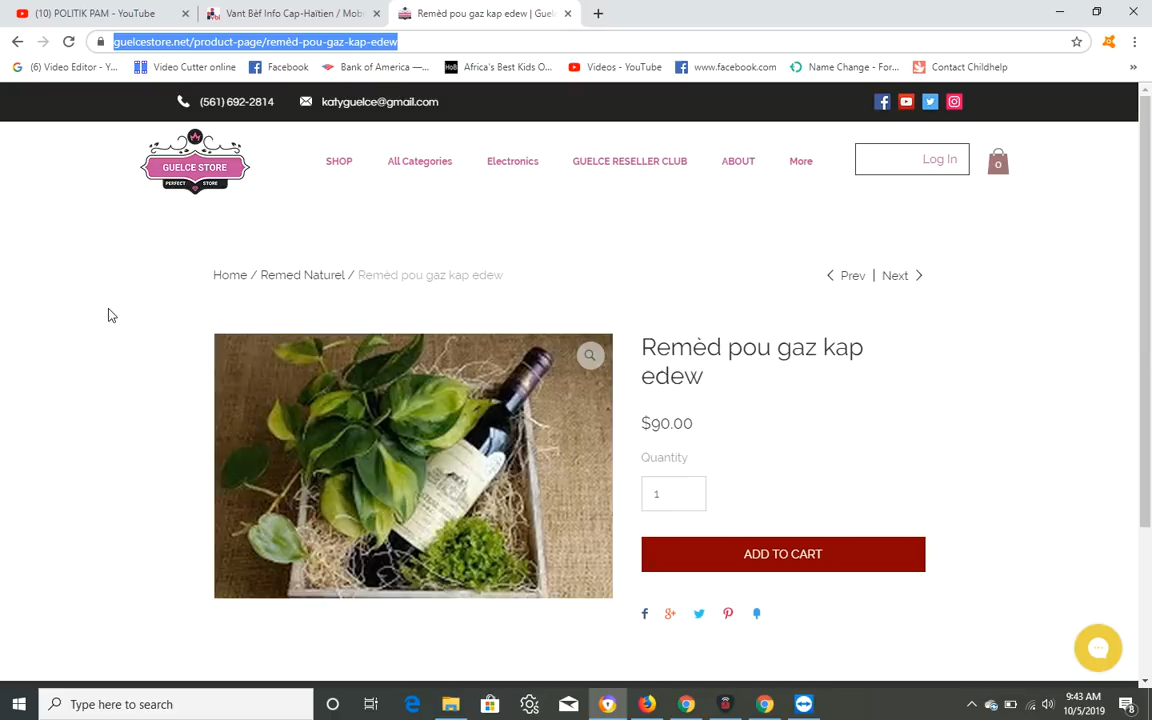 (10) POLITIK PAM - YouTube
Vant Bèf Info Cap-Haïtien / Mob
Remèd pou gaz kap edew | Guel
guelcestore.net/product-page/remèd-pou-gaz-kap-edew
(6) Video Editor - Y...
Video Cutter online
Facebook
Bank of America —...
Africa's Best Kids O...
Videos - YouTube
www.facebook.com
Name Change - For...
Contact Childhelp
»
(561) 692-2814
katyguelce@gmail.com
GUELCE STORE
PERFECT STORE
SHOP
All Categories
Electronics
GUELCE RESELLER CLUB
ABOUT
More
Log In
0
Home / Remed Naturel / Remèd pou gaz kap edew
Prev | Next
Remèd pou gaz kap
edew
$90.00
Quantity
1
ADD TO CART
Type here to search
9:43 AM
10/5/2019
8